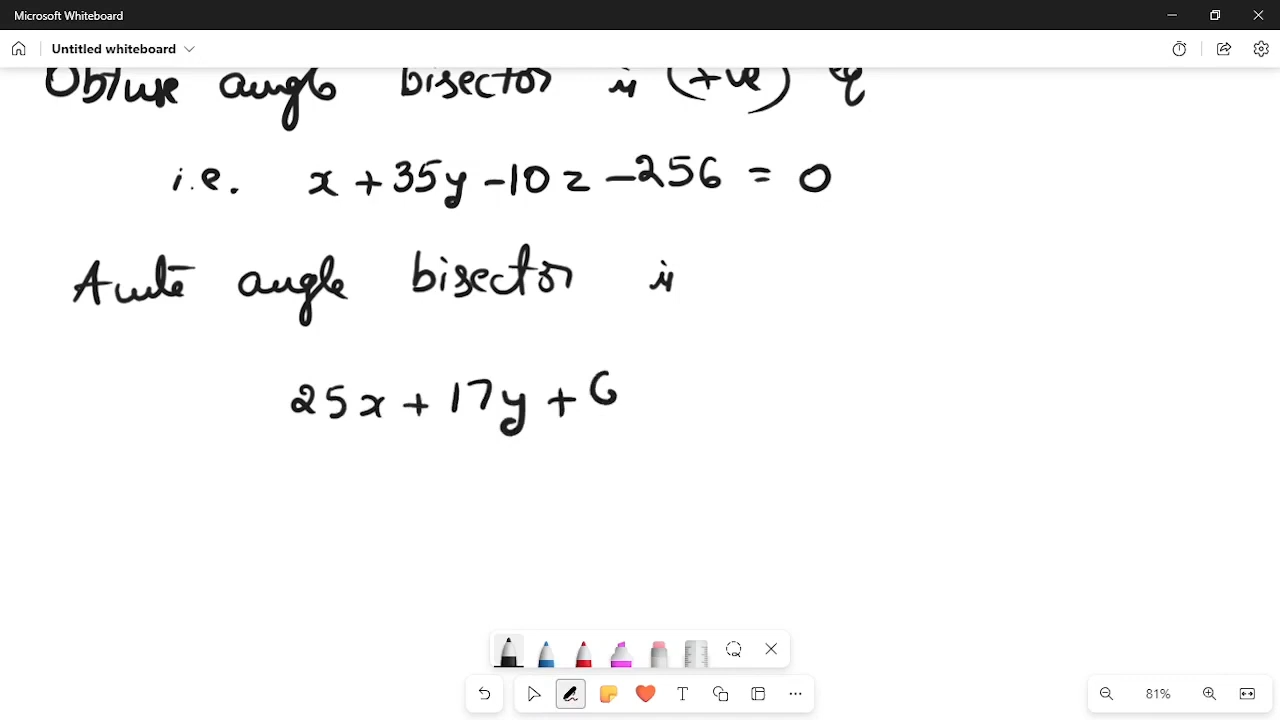 Microsoft Whiteboard
Untitled whiteboard
Obtuse angle bisector is (+ve)
i.e. x + 35y - 10z - 256 = 0
Acute angle bisector is
25x + 17y + 6
81%